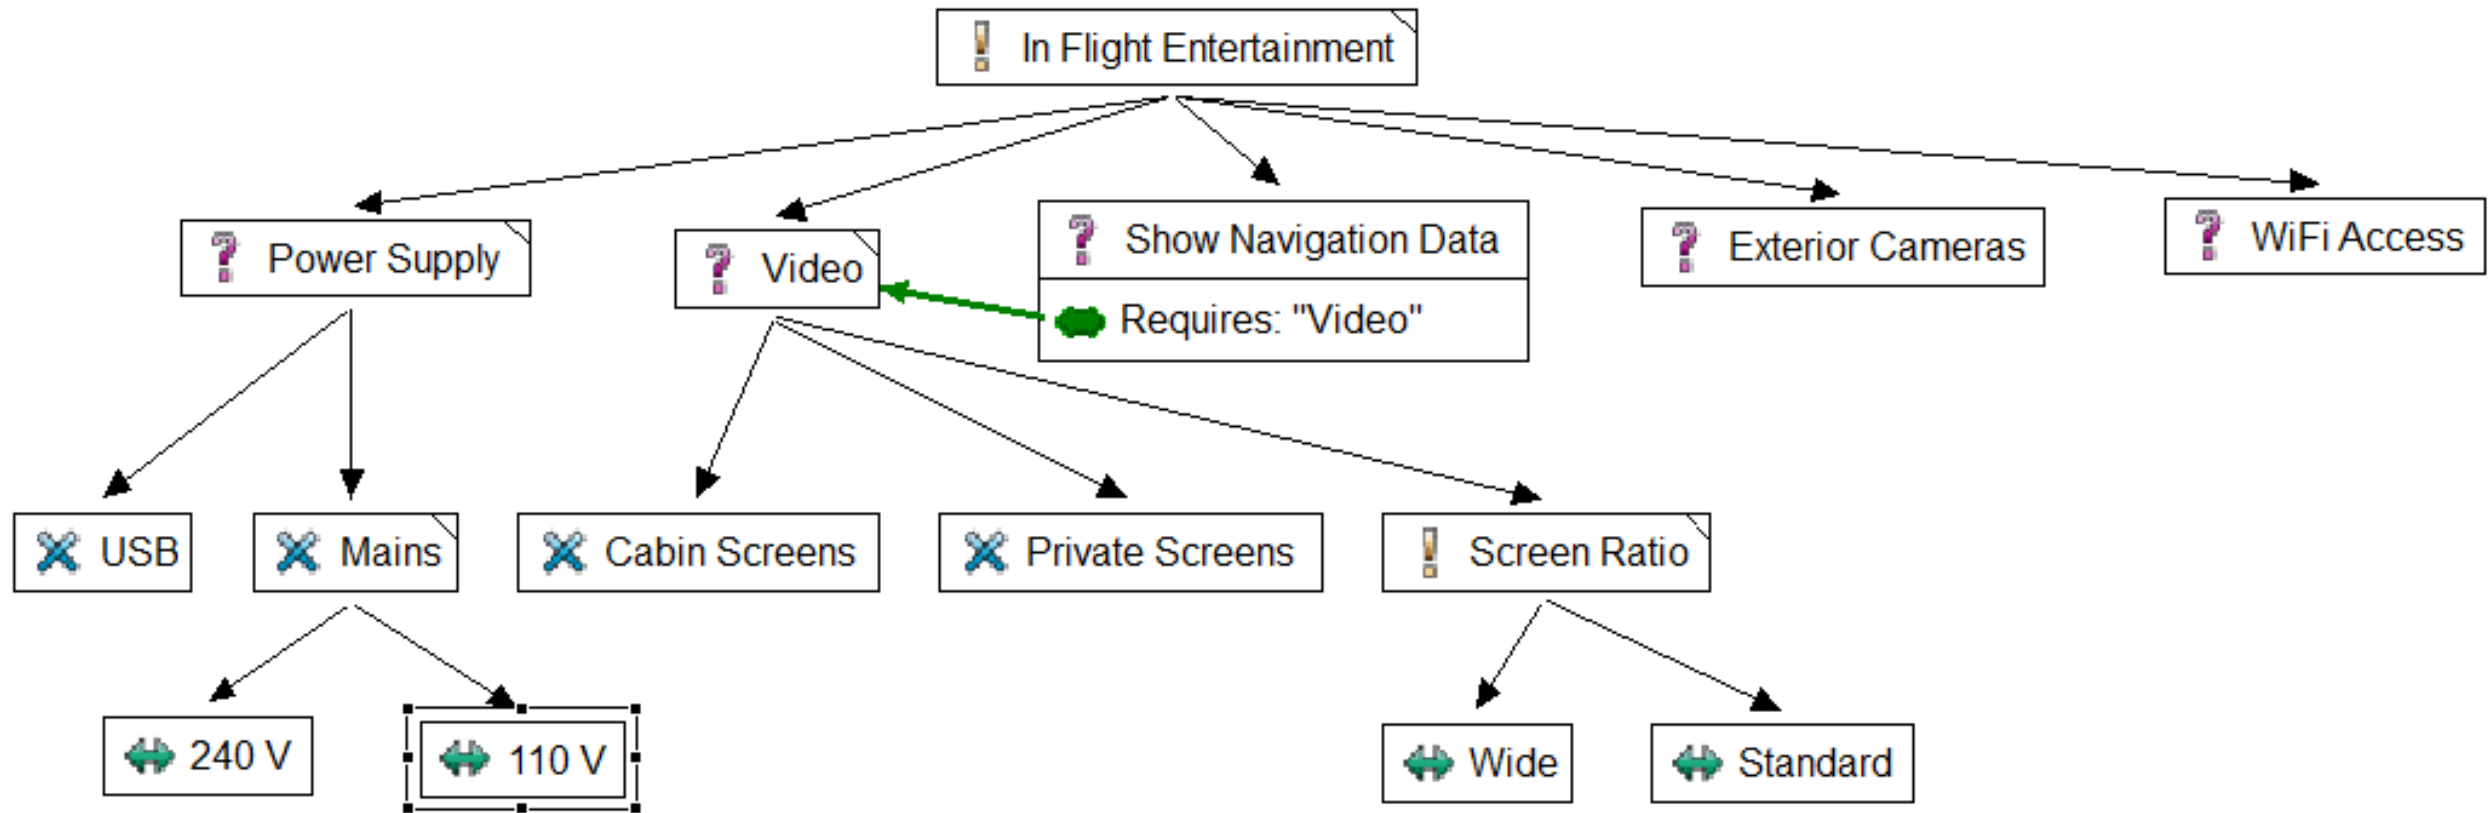 In Flight Entertainment
Power Supply
Video
Show Navigation Data
Requires: "Video"
Exterior Cameras
WiFi Access
USB
Mains
Cabin Screens
Private Screens
Screen Ratio
240 V
110 V
Wide
Standard